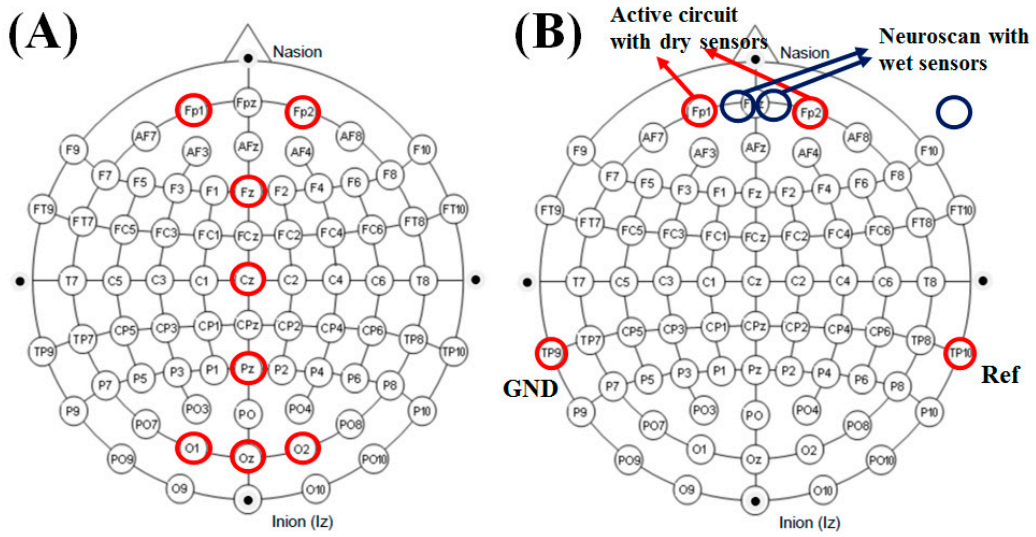 (A)
Nasion
Fp1 Fpz Fp2
AF7 AF3 AFz AF4 AF8
F9 F7 F5 F3 F1 Fz F2 F4 F6 F8 F10
FT9 FT7 FC5 FC3 FC1 FCz FC2 FC4 FC6 FT8 FT10
T7 C5 C3 C1 Cz C2 C4 C6 T8
TP9 TP7 CP5 CP3 CP1 CPz CP2 CP4 CP6 TP8 TP10
P9 P7 P5 P3 P1 Pz P2 P4 P6 P8 P10
PO9 PO7 PO3 PO PO4 PO8 PO10
O1 Oz O2
O9 O10
Inion (Iz)
(B)
Active circuit
with dry sensors
Neuroscan with
wet sensors
Nasion
Fp1 Fp2
AF7 AF3 AFz AF4 AF8
F9 F7 F5 F3 F1 Fz F2 F4 F6 F8 F10
FT9 FT7 FC5 FC3 FC1 FCz FC2 FC4 FC6 FT8 FT10
T7 C5 C3 C1 Cz C2 C4 C6 T8
TP9 TP7 CP5 CP3 CP1 CPz CP2 CP4 CP6 TP8 TP10
GND
Ref
P9 P7 P5 P3 P1 Pz P2 P4 P6 P8 P10
PO9 PO7 PO3 PO PO4 PO8 PO10
O1 Oz O2
O9 O10
Inion (Iz)